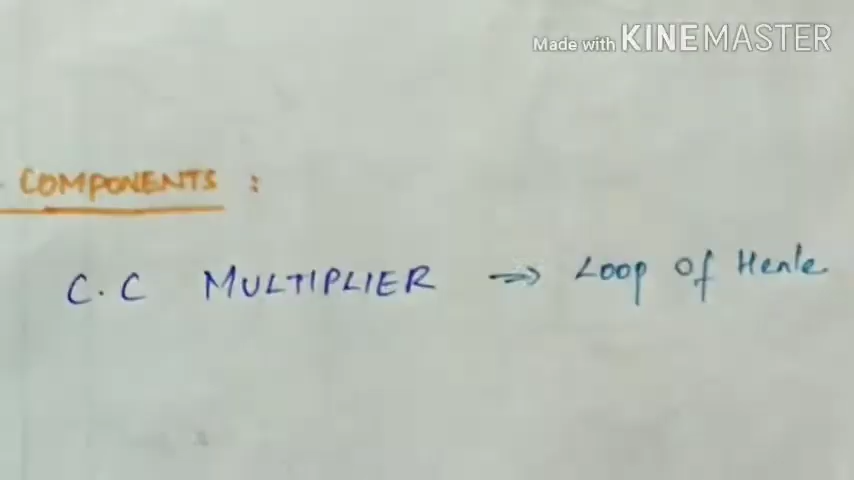 Made with KINEMASTER
COMPONENTS :
C.C MULTIPLIER → Loop of Henle